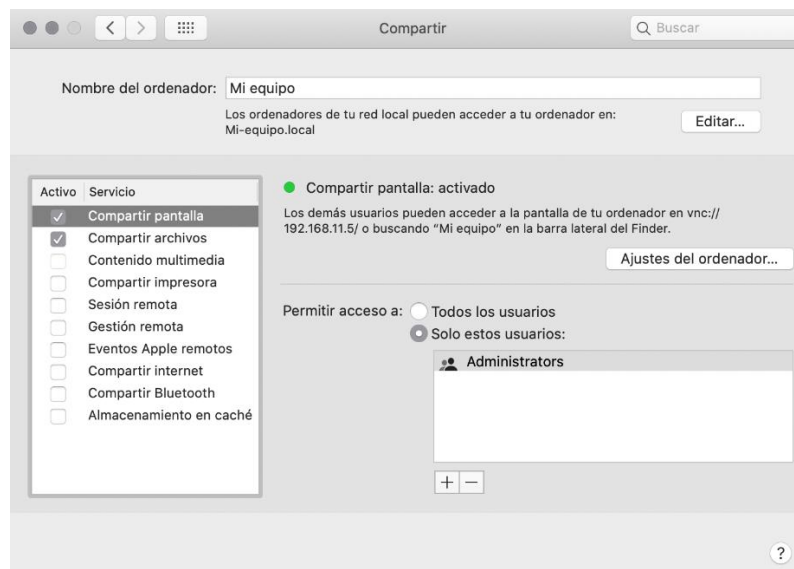 Compartir
Buscar
Nombre del ordenador: Mi equipo
Los ordenadores de tu red local pueden acceder a tu ordenador en:
Mi-equipo.local
Editar...
Activo Servicio
Compartir pantalla
Compartir archivos
Contenido multimedia
Compartir impresora
Sesión remota
Gestión remota
Eventos Apple remotos
Compartir internet
Compartir Bluetooth
Almacenamiento en caché
Compartir pantalla: activado
Los demás usuarios pueden acceder a la pantalla de tu ordenador en vnc://
192.168.11.5/ o buscando “Mi equipo” en la barra lateral del Finder.
Ajustes del ordenador...
Permitir acceso a: Todos los usuarios
Solo estos usuarios:
Administrators
+ −
?